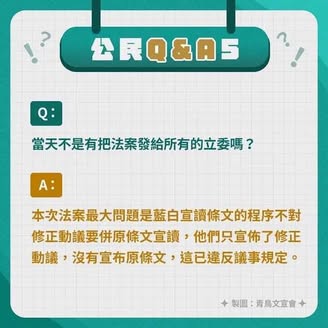 公民Q&A5
Q：
當天不是有把法案發給所有的立委嗎？
A：
本次法案最大問題是藍白宣讀條文的程序不對
修正動議要併原條文宣讀，他們只宣佈了修正
動議，沒有宣布原條文，這已違反議事規定。
製圖：青鳥文宣會